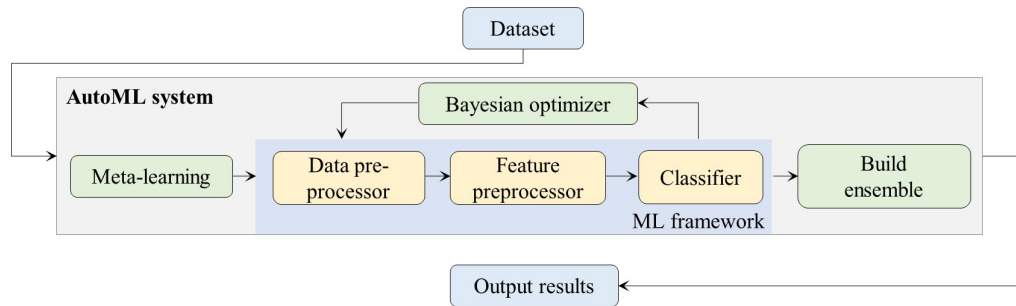 Dataset
AutoML system
Bayesian optimizer
Meta-learning
Data pre-
processor
Feature
preprocessor
Classifier
Build
ensemble
ML framework
Output results